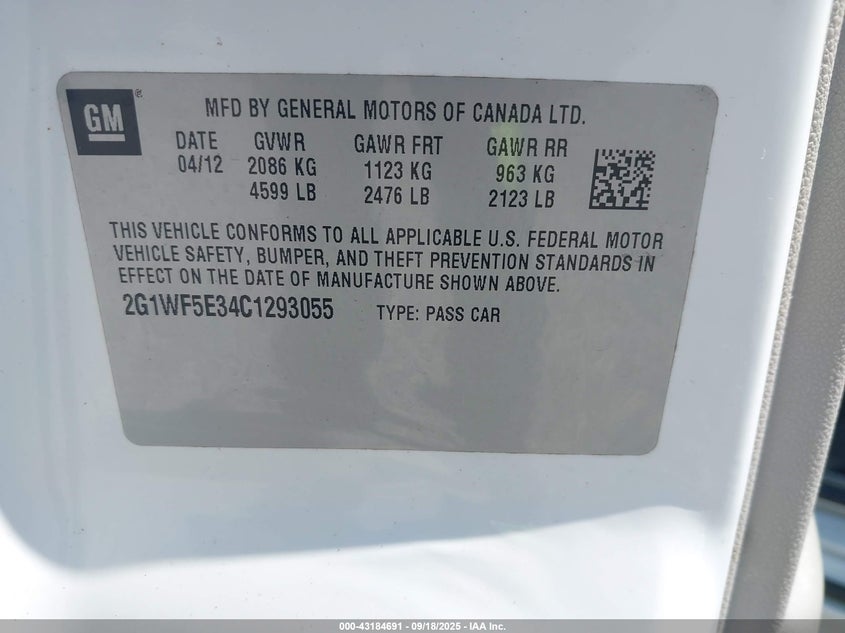 GM®
MFD BY GENERAL MOTORS OF CANADA LTD.
DATE GVWR GAWR FRT GAWR RR
04/12 2086 KG 1123 KG 963 KG
4599 LB 2476 LB 2123 LB
THIS VEHICLE CONFORMS TO ALL APPLICABLE U.S. FEDERAL MOTOR
VEHICLE SAFETY, BUMPER, AND THEFT PREVENTION STANDARDS IN
EFFECT ON THE DATE OF MANUFACTURE SHOWN ABOVE.
2G1WF5E34C1293055 TYPE: PASS CAR
000-43184691 - 09/18/2025 - IAA Inc.